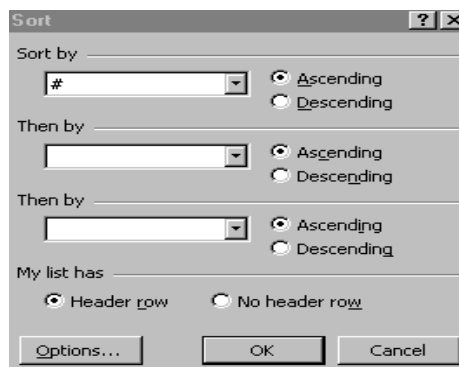 Sort ? ×
Sort by
# Ascending
Descending
Then by
Ascending
Descending
Then by
Ascending
Descending
My list has
Header row No header row
Options... OK Cancel